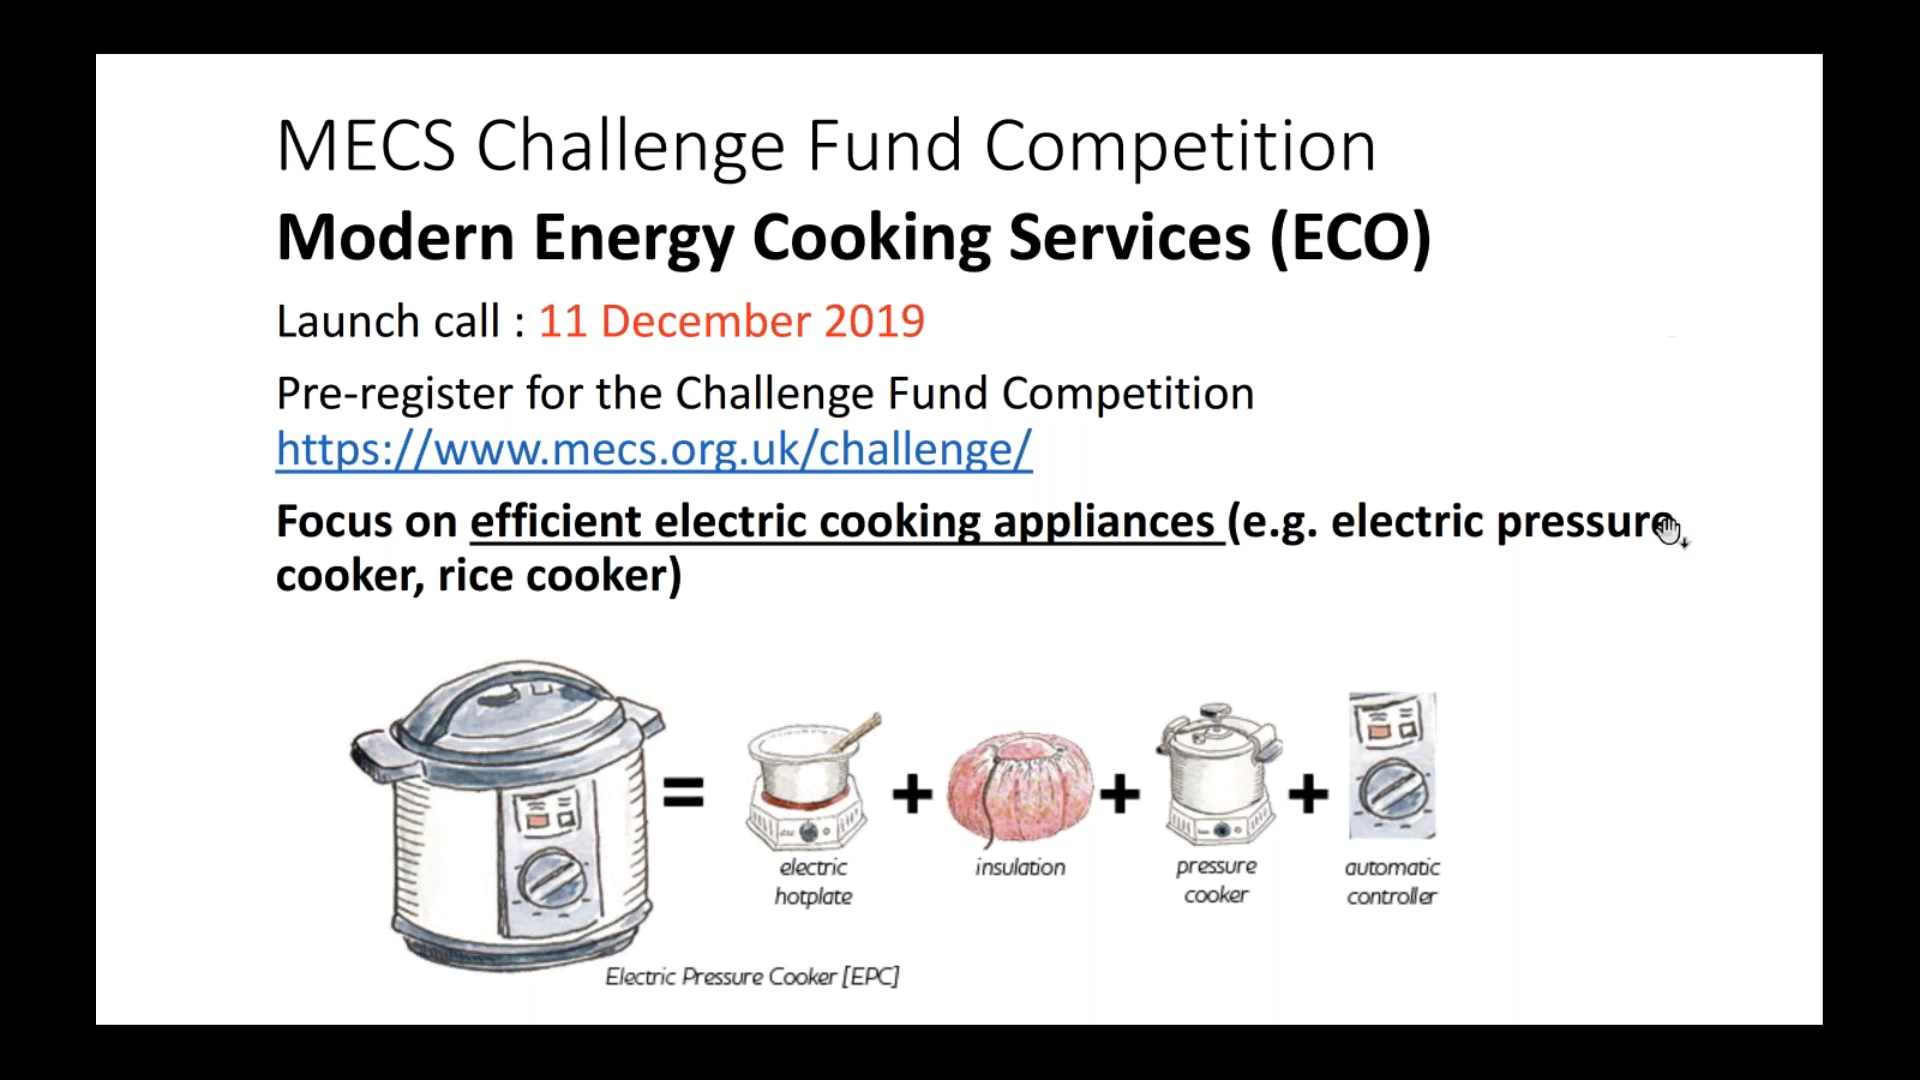 MECS Challenge Fund Competition
Modern Energy Cooking Services (ECO)
Launch call : 11 December 2019
Pre-register for the Challenge Fund Competition
https://www.mecs.org.uk/challenge/
Focus on efficient electric cooking appliances (e.g. electric pressure
cooker, rice cooker)
= + + +
electric
hotplate
insulation
pressure
cooker
automatic
controller
Electric Pressure Cooker [EPC]